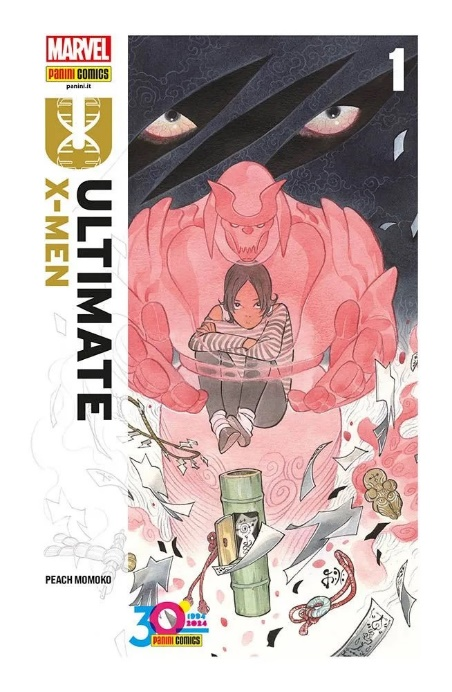 MARVEL
PANINI COMICS
panini.it
1
ULTIMATE
X-MEN
PEACH MOMOKO
30
1994
2024
PANINI COMICS